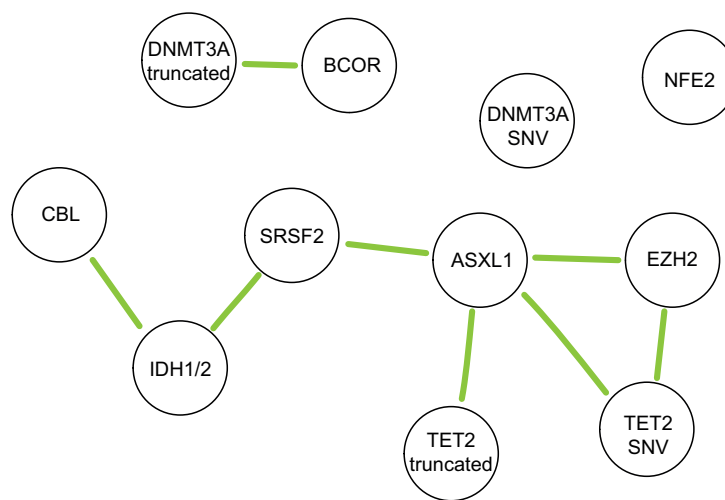 DNMT3A
truncated
BCOR
NFE2
DNMT3A
SNV
CBL
SRSF2
ASXL1
EZH2
IDH1/2
TET2
truncated
TET2
SNV